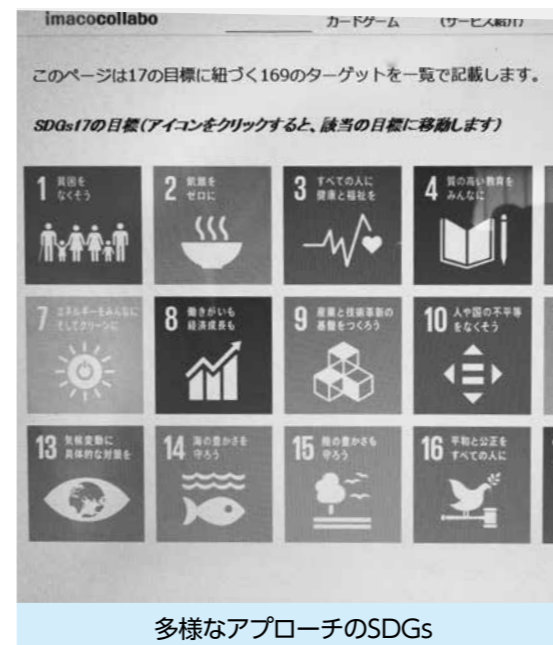 imacocollabo
カードゲーム
(サービス紹介)
このページは17の目標に紐づく169のターゲットを一覧で記載します。
SDGs17の目標(アイコンをクリックすると、該当の目標に移動します)
1 貧困を
なくそう
2 飢餓を
ゼロに
3 すべての人に
健康と福祉を
4 質の高い教育を
みんなに
7 エネルギーをみんなに
そしてクリーンに
8 働きがいも
経済成長も
9 産業と技術革新の
基盤をつくろう
10 人や国の不平等
をなくそう
13 気候変動に
具体的な対策を
14 海の豊かさを
守ろう
15 陸の豊かさも
守ろう
16 平和と公正を
すべての人に
多様なアプローチのSDGs